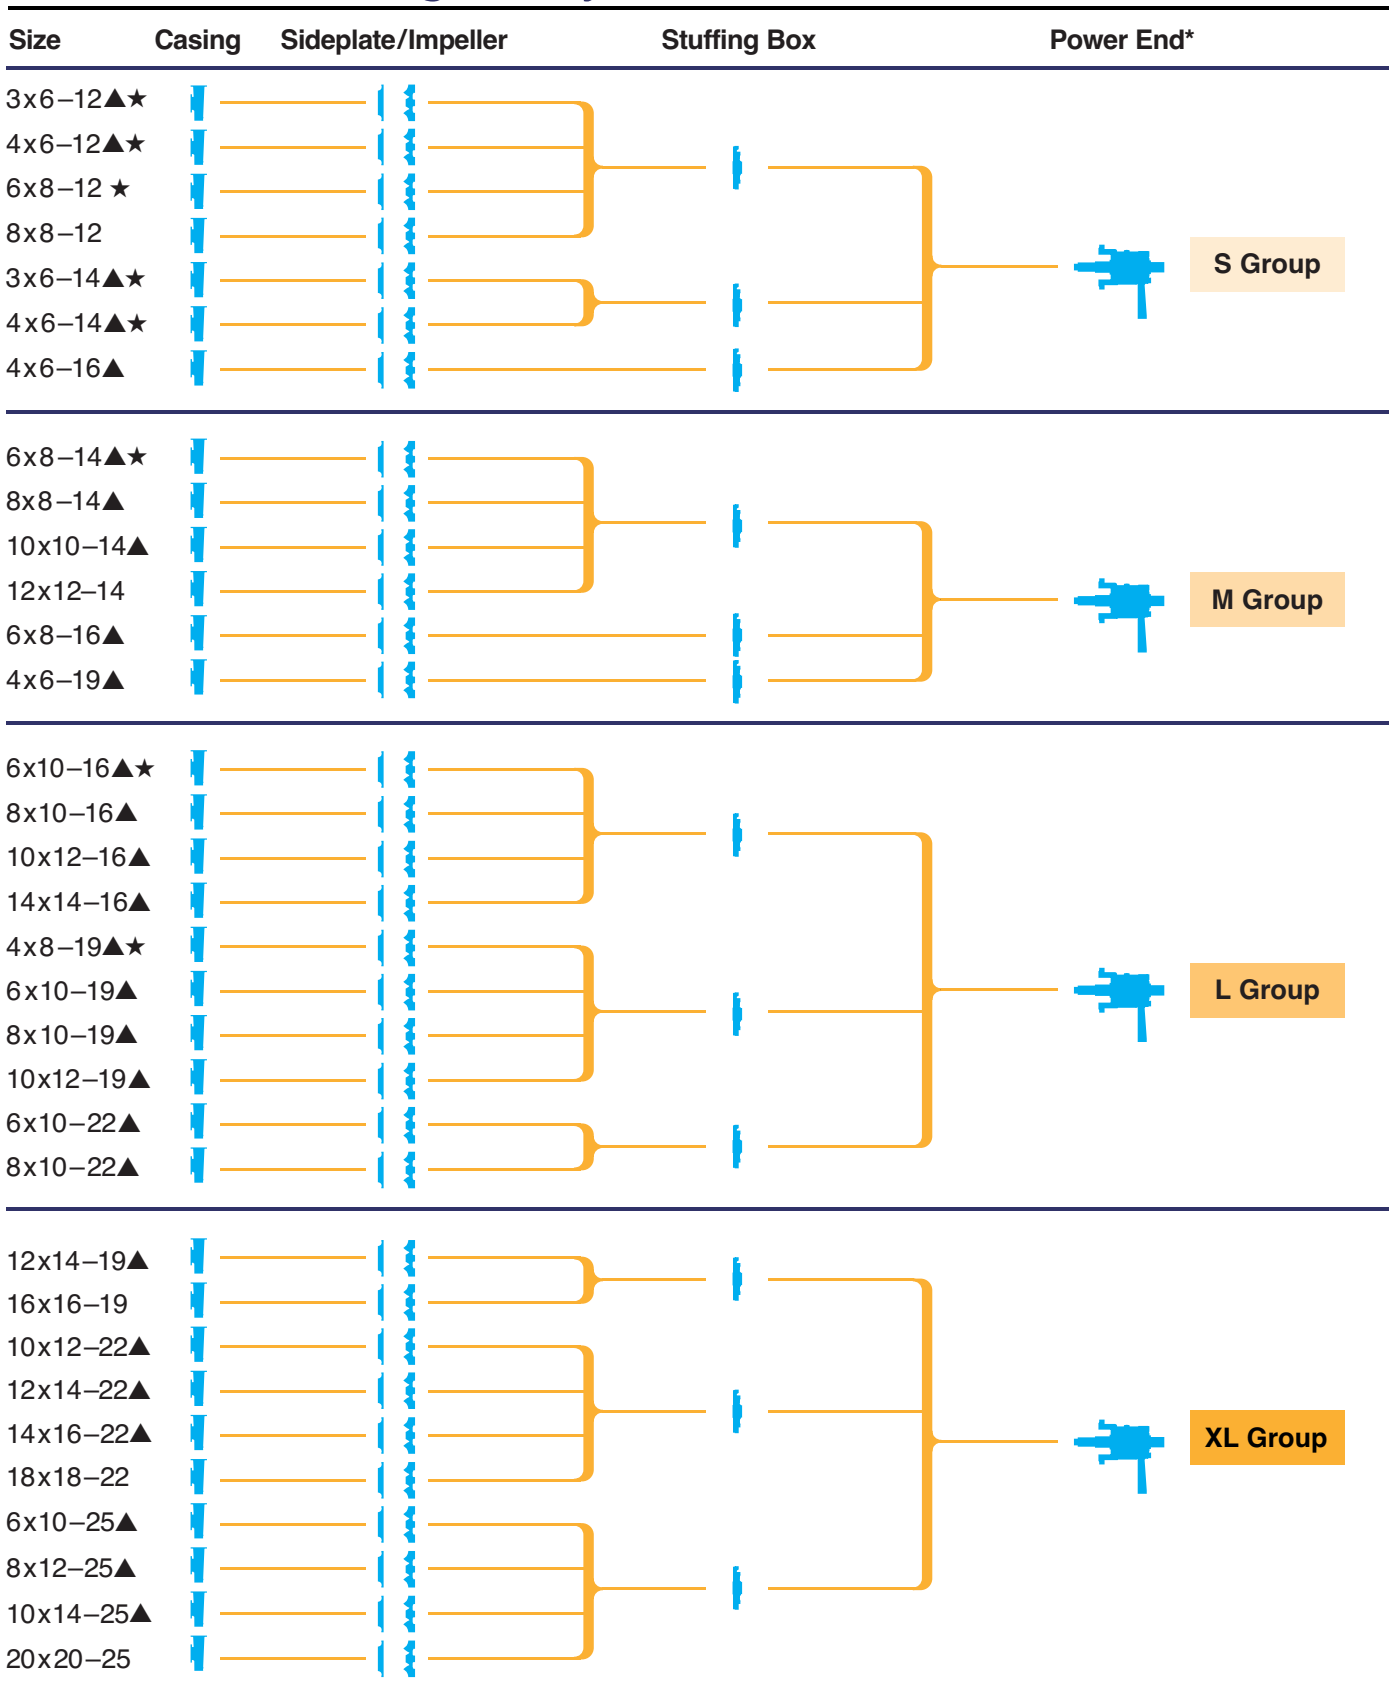 Size Casing Sideplate/Impeller Stuffing Box Power End*
3x6–12▲★
4x6–12▲★
6x8–12 ★
8x8–12
3x6–14▲★
S Group
4x6–14▲★
4x6–16▲
6x8–14▲★
8x8–14▲
10x10–14▲
12x12–14
M Group
6x8–16▲
4x6–19▲
6x10–16▲★
8x10–16▲
10x12–16▲
14x14–16▲
4x8–19▲★
6x10–19▲
L Group
8x10–19▲
10x12–19▲
6x10–22▲
8x10–22▲
12x14–19▲
16x16–19
10x12–22▲
12x14–22▲
14x16–22▲
XL Group
18x18–22
6x10–25▲
8x12–25▲
10x14–25▲
20x20–25